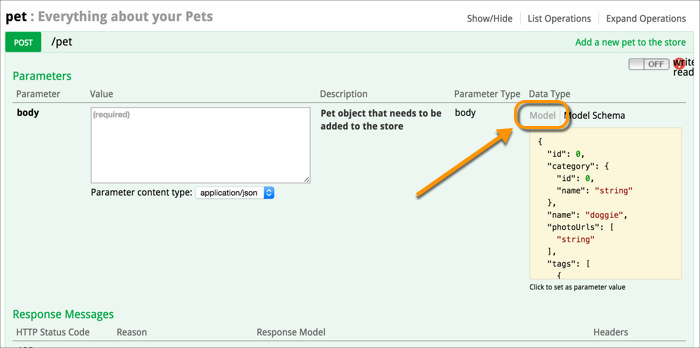 pet : Everything about your Pets
Show/Hide
List Operations
Expand Operations
POST
/pet
Add a new pet to the store
OFF
write
read
Parameters
Parameter
Value
Description
Parameter Type
Data Type
body
(required)
Pet object that needs to be
added to the store
body
Model
Model Schema
{
"id": 0,
"category": {
"id": 0,
"name": "string"
},
"name": "doggie",
"photoUrls": [
"string"
],
"tags": [
{
Parameter content type:
application/json
Click to set as parameter value
Response Messages
HTTP Status Code
Reason
Response Model
Headers